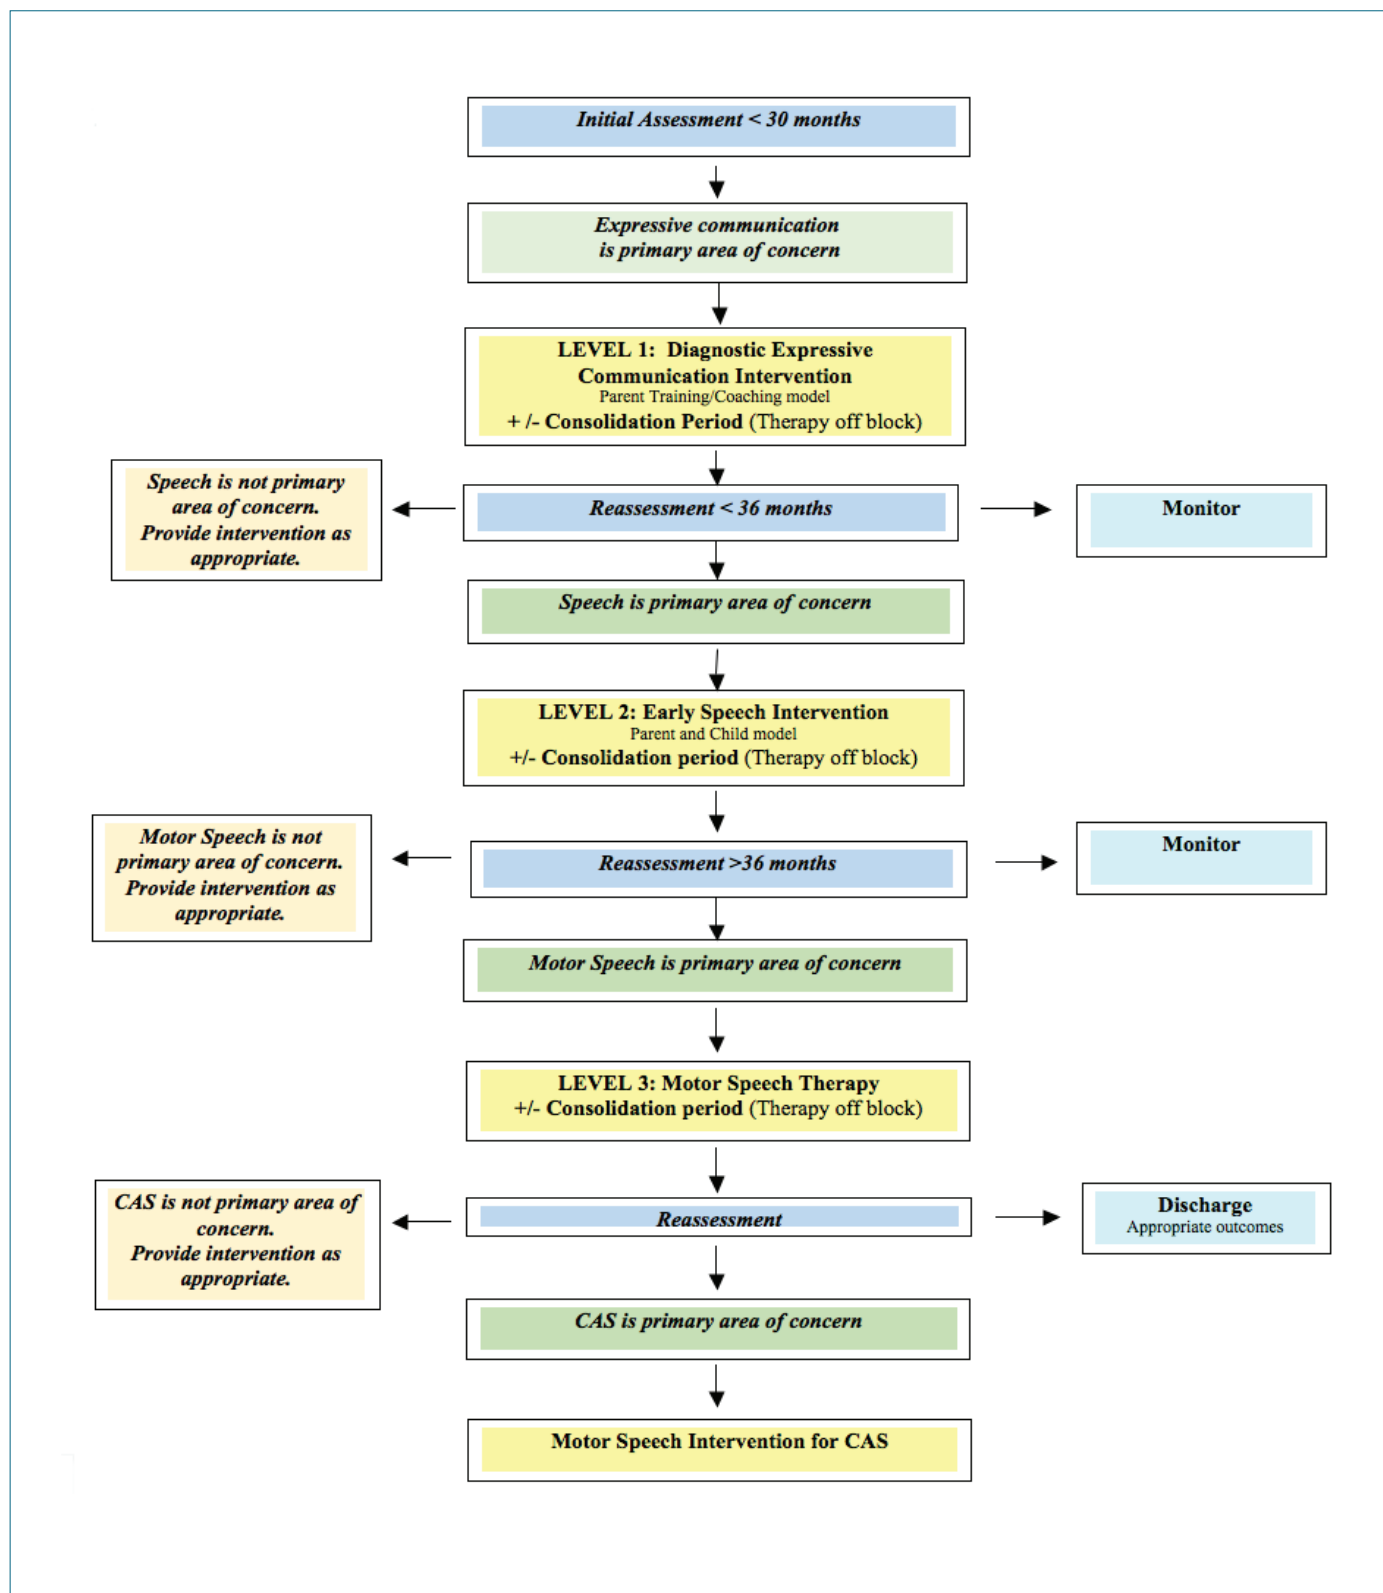 Initial Assessment < 30 months
Expressive communication
is primary area of concern
LEVEL 1: Diagnostic Expressive
Communication Intervention
Parent Training/Coaching model
+ /- Consolidation Period (Therapy off block)
Speech is not primary
area of concern.
Provide intervention as
appropriate.
Reassessment < 36 months
Monitor
Speech is primary area of concern
LEVEL 2: Early Speech Intervention
Parent and Child model
+/- Consolidation period (Therapy off block)
Motor Speech is not
primary area of concern.
Provide intervention as
appropriate.
Reassessment >36 months
Monitor
Motor Speech is primary area of concern
LEVEL 3: Motor Speech Therapy
+/- Consolidation period (Therapy off block)
CAS is not primary area of
concern.
Provide intervention as
appropriate.
Reassessment
Discharge
Appropriate outcomes
CAS is primary area of concern
Motor Speech Intervention for CAS